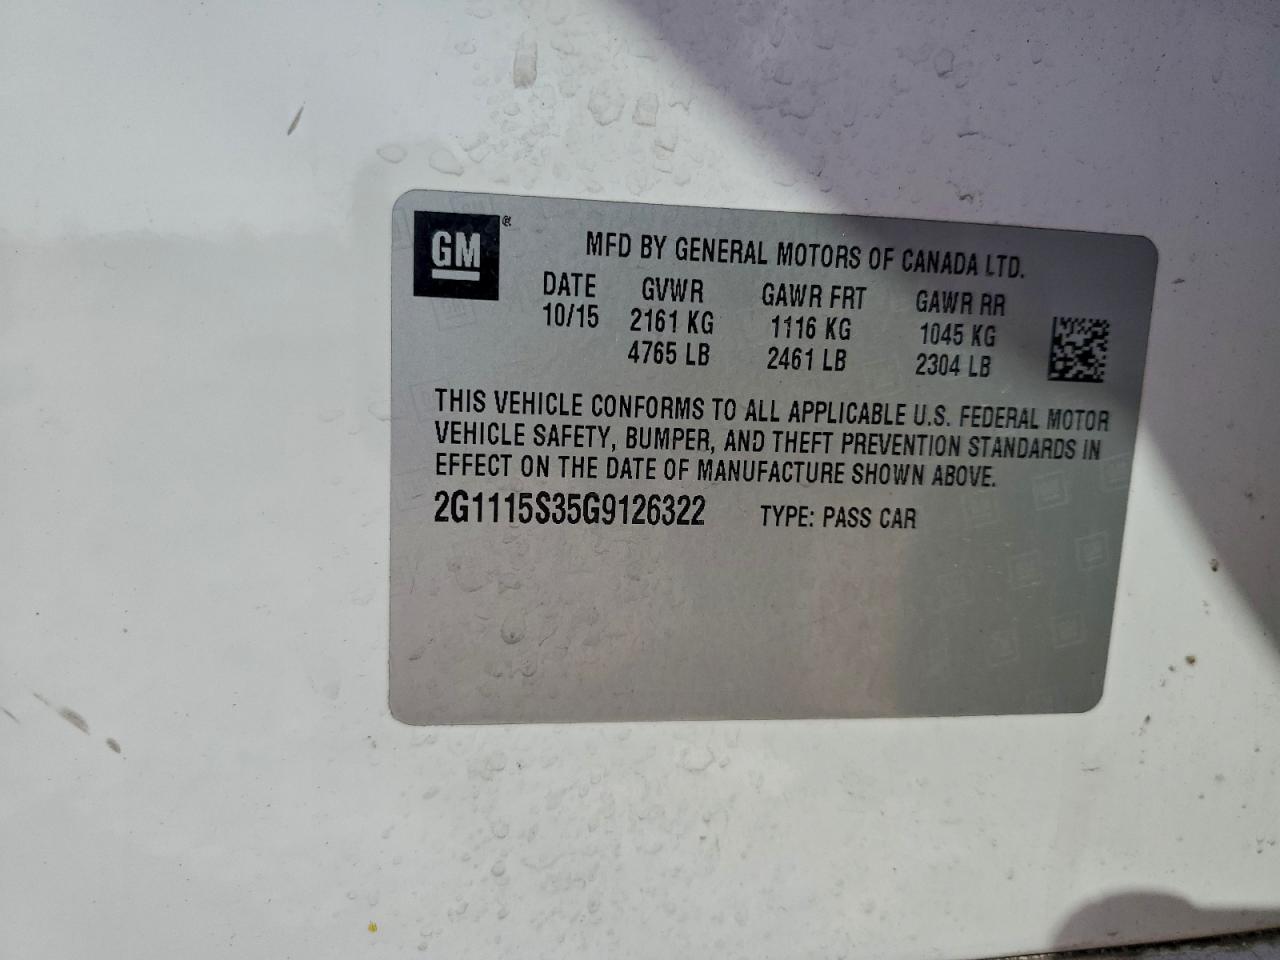 GM®
MFD BY GENERAL MOTORS OF CANADA LTD.
DATE GVWR GAWR FRT GAWR RR
10/15 2161 KG 1116 KG 1045 KG
4765 LB 2461 LB 2304 LB
THIS VEHICLE CONFORMS TO ALL APPLICABLE U.S. FEDERAL MOTOR
VEHICLE SAFETY, BUMPER, AND THEFT PREVENTION STANDARDS IN
EFFECT ON THE DATE OF MANUFACTURE SHOWN ABOVE.
2G1115S35G9126322 TYPE: PASS CAR